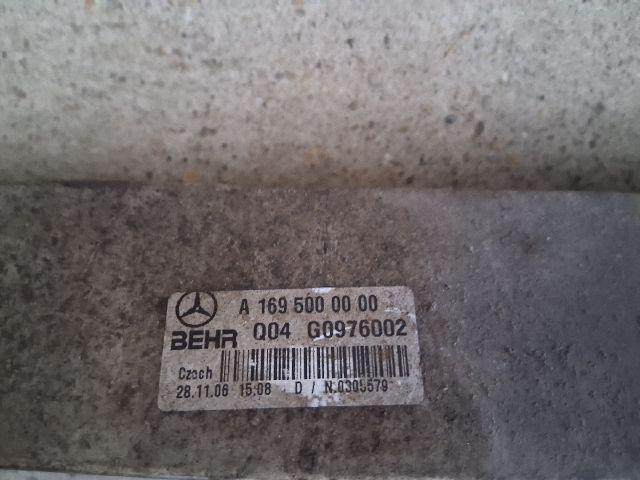 A 169 500 00 00
BEHR Q04 G0976002
Czech
28.11.06 15:08 D / N.0305579